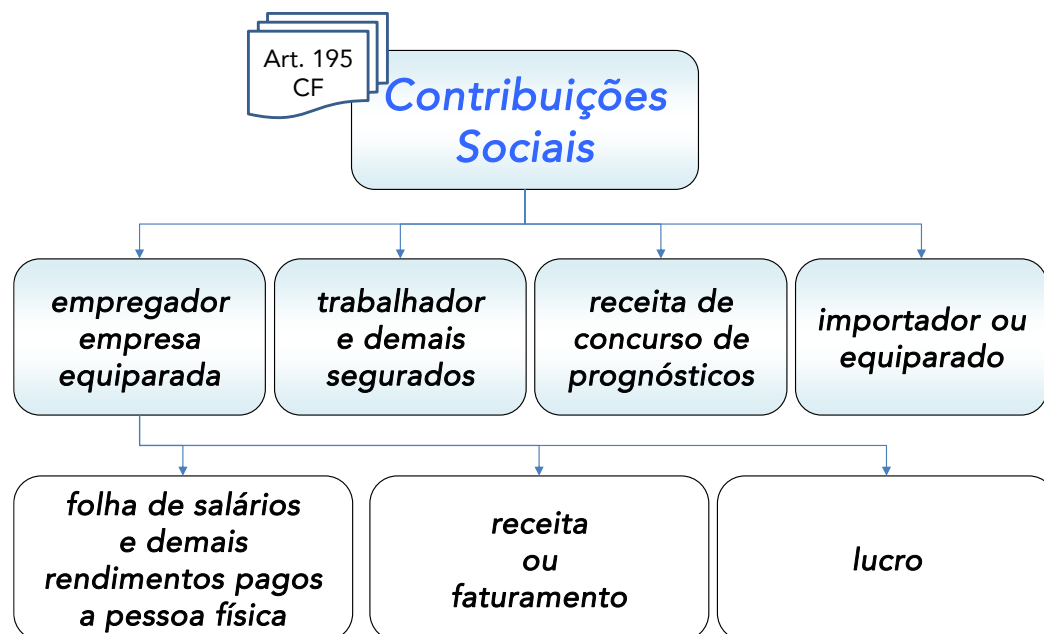 Art. 195
CF
Contribuições
Sociais
empregador
empresa
equiparada
trabalhador
e demais
segurados
receita de
concurso de
prognósticos
importador ou
equiparado
folha de salários
e demais
rendimentos pagos
a pessoa física
receita
ou
faturamento
lucro